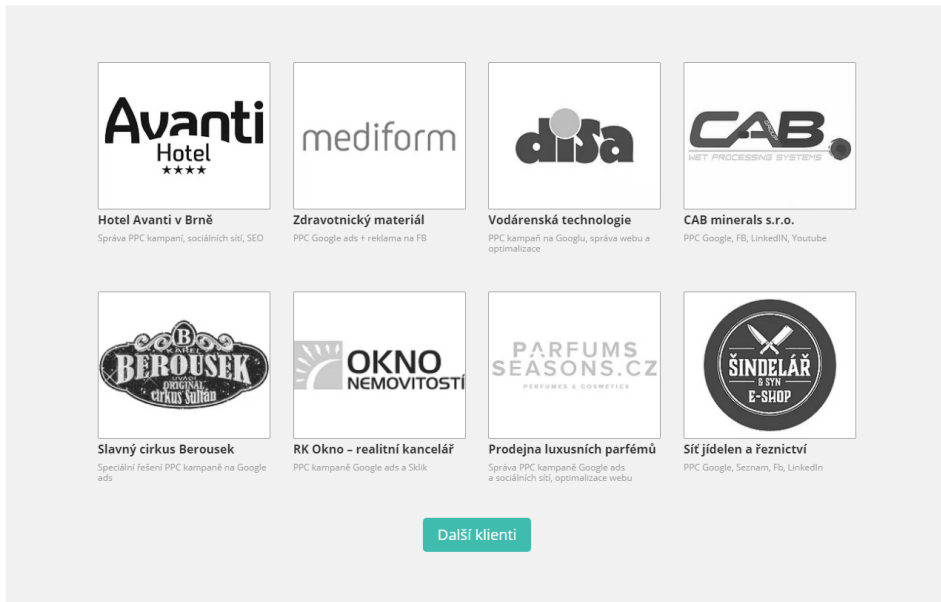 Avanti
Hotel
★★★★
mediform
disa
CAB.
WET PROCESSING SYSTEMS
Hotel Avanti v Brně
Správa PPC kampaní, sociálních sítí, SEO
Zdravotnický materiál
PPC Google ads + reklama na FB
Vodárenská technologie
PPC kampaň na Googlu, správa webu a
optimalizace
CAB minerals s.r.o.
PPC Google, FB, LinkedIN, Youtube
B
KAREL
BEROUSEK
UVÁDÍ
ORIGINAL
cirkus Sultán
OKNO
NEMOVITOSTÍ
PARFUMS
SEASONS.CZ
PERFUMES & COSMETICS
ŠINDELÁŘ
& SYN
E-SHOP
Slavný cirkus Berousek
Speciální řešení PPC kampaně na Google
ads
RK Okno – realitní kancelář
PPC kampaně Google ads a Sklik
Prodejna luxusních parfémů
Správa PPC kampaně Google ads
a sociálních sítí, optimalizace webu
Síť jídelen a řeznictví
PPC Google, Seznam, Fb, LinkedIn
Další klienti